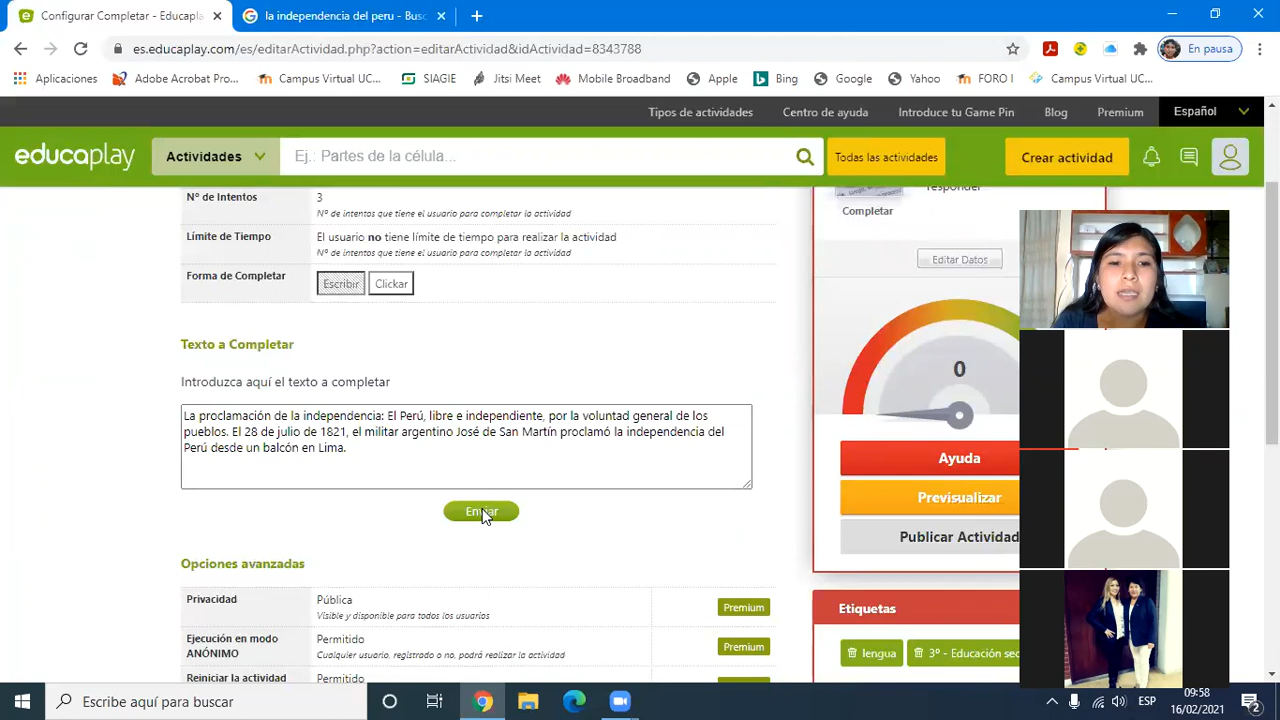 Configurar Completar - Educapla
la independencia del peru - Busc
es.educaplay.com/es/editarActividad.php?action=editarActividad&idActividad=8343788
En pausa
Aplicaciones
Adobe Acrobat Pro...
Campus Virtual UC...
SIAGIE
Jitsi Meet
Mobile Broadband
Apple
Bing
Google
Yahoo
FORO I
Campus Virtual UC...
Tipos de actividades
Centro de ayuda
Introduce tu Game Pin
Blog
Premium
Español
educaplay
Actividades
Ej.: Partes de la célula...
Todas las actividades
Crear actividad
Nº de Intentos
3
Nº de intentos que tiene el usuario para completar la actividad
Límite de Tiempo
El usuario no tiene límite de tiempo para realizar la actividad
Nº de intentos que tiene el usuario para completar la actividad
Forma de Completar
Escribir
Clickar
Texto a Completar
Introduzca aquí el texto a completar
La proclamación de la independencia: El Perú, libre e independiente, por la voluntad general de los
pueblos. El 28 de julio de 1821, el militar argentino José de San Martín proclamó la independencia del
Perú desde un balcón en Lima.
Enviar
Opciones avanzadas
Privacidad
Pública
Visible y disponible para todos los usuarios
Premium
Ejecución en modo
ANÓNIMO
Permitido
Cualquier usuario, registrado o no, podrá realizar la actividad
Premium
Reiniciar la actividad
Permitido
responder
Completar
Editar Datos
0
Ayuda
Previsualizar
Publicar Actividad
Etiquetas
lengua
3º - Educación sec
Escribe aquí para buscar
ESP
09:58
16/02/2021
2